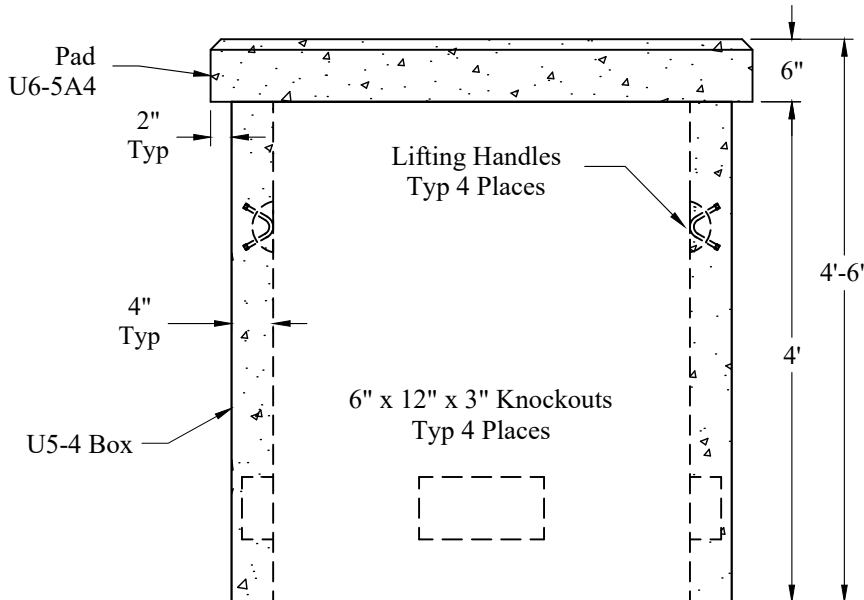 Pad
U6-5A4
6"
2"
Typ
Lifting Handles
Typ 4 Places
4'-6'
4"
Typ
4'
6" x 12" x 3" Knockouts
Typ 4 Places
U5-4 Box